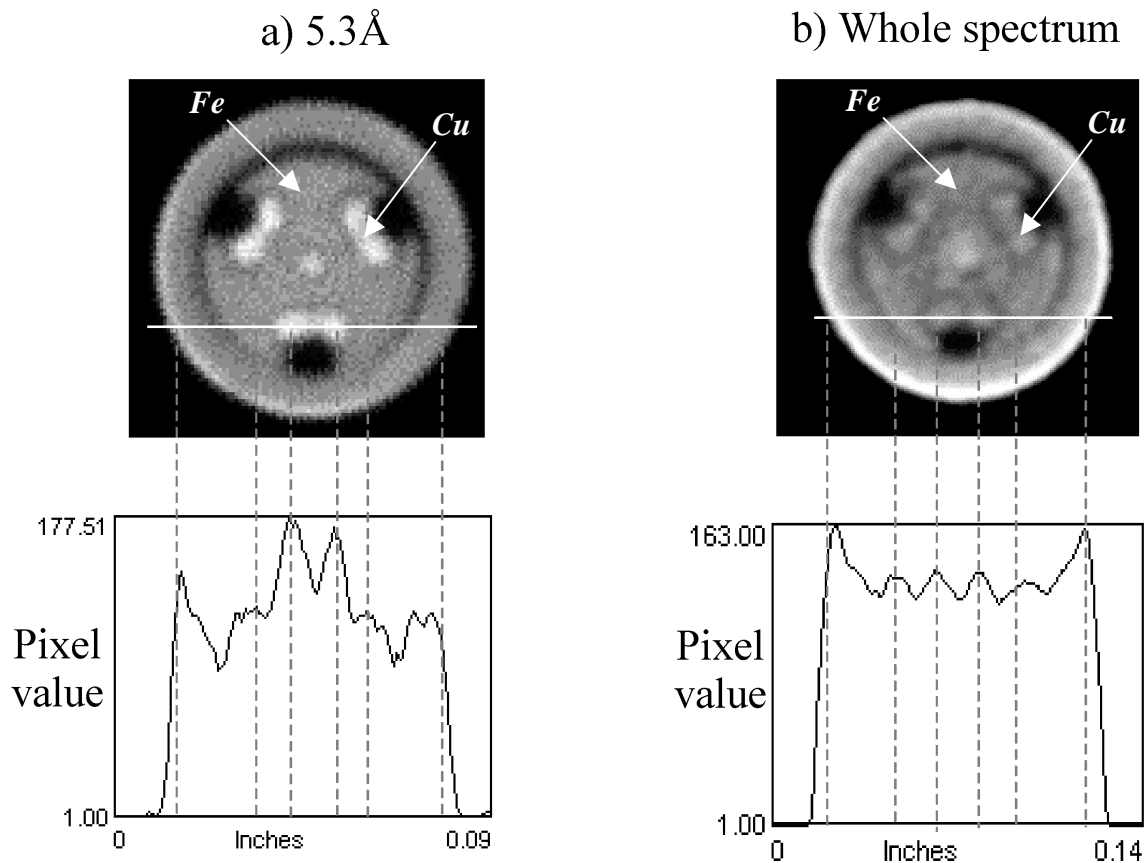 a) 5.3Å
Fe
Cu
177.51
Pixel
value
1.00
0
Inches
0.09
b) Whole spectrum
Fe
Cu
163.00
Pixel
value
1.00
0
Inches
0.14